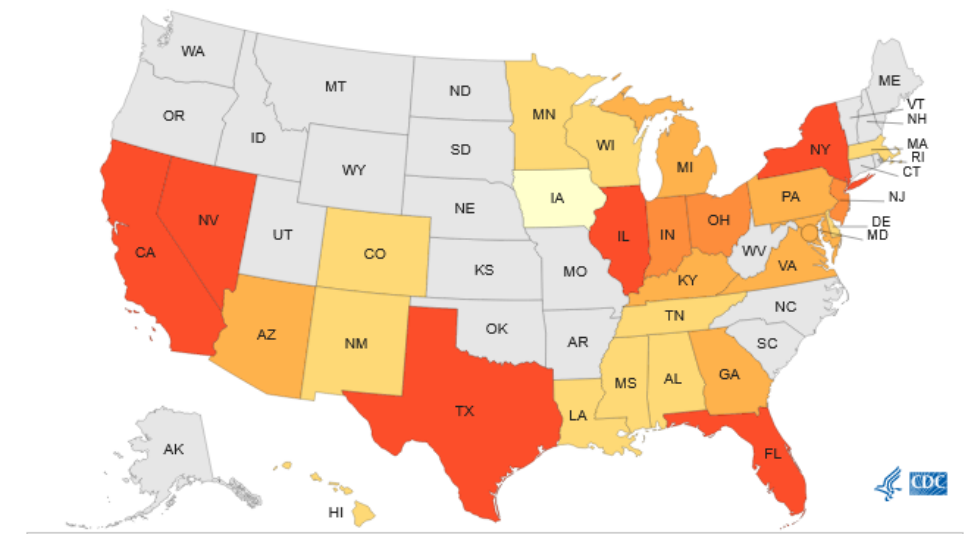 WA
MT
ND
ME
VT
NH
OR
ID
SD
MN
WI
MI
NY
MA
RI
CT
WY
NE
IA
PA
NJ
NV
UT
CO
CA
IL
IN
OH
WV
DE
MD
VA
KS
MO
KY
AZ
NM
OK
AR
TN
NC
SC
TX
LA
MS
AL
GA
FL
AK
HI
CDC